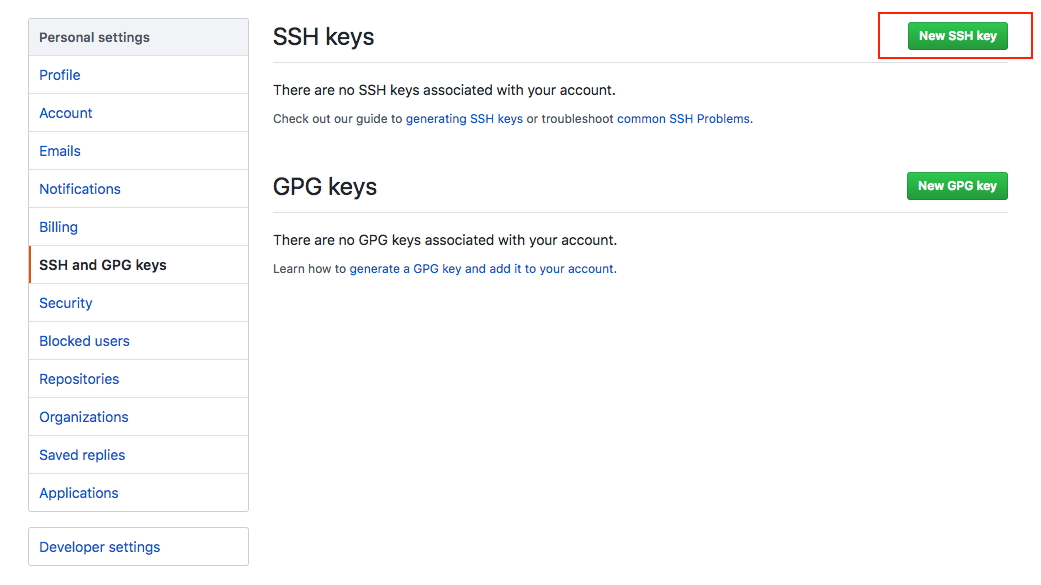 Personal settings
Profile
Account
Emails
Notifications
Billing
SSH and GPG keys
Security
Blocked users
Repositories
Organizations
Saved replies
Applications
Developer settings
SSH keys
New SSH key
There are no SSH keys associated with your account.
Check out our guide to generating SSH keys or troubleshoot common SSH Problems.
GPG keys
New GPG key
There are no GPG keys associated with your account.
Learn how to generate a GPG key and add it to your account.